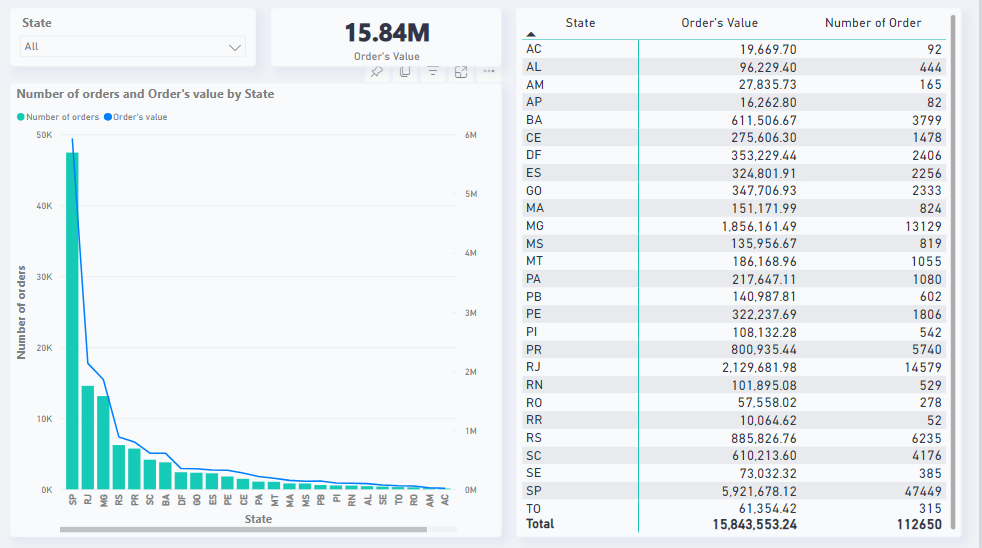 State
All
15.84M
Order's Value
Number of orders and Order's value by State
Number of orders Order's value
50K
40K
30K
20K
10K
0K
Number of orders
6M
5M
4M
3M
2M
1M
0M
SP RJ MG RS PR SC BA DF GO ES PE CE PA MT MA MS PB PI RN AL SE TO RO AM AC
State
State Order's Value Number of Order
AC 19,669.70 92
AL 96,229.40 444
AM 27,835.73 165
AP 16,262.80 82
BA 611,506.67 3799
CE 275,606.30 1478
DF 353,229.44 2406
ES 324,801.91 2256
GO 347,706.93 2333
MA 151,171.99 824
MG 1,856,161.49 13129
MS 135,956.67 819
MT 186,168.96 1055
PA 217,647.11 1080
PB 140,987.81 602
PE 322,237.69 1806
PI 108,132.28 542
PR 800,935.44 5740
RJ 2,129,681.98 14579
RN 101,895.08 529
RO 57,558.02 278
RR 10,064.62 52
RS 885,826.76 6235
SC 610,213.60 4176
SE 73,032.32 385
SP 5,921,678.12 47449
TO 61,354.42 315
Total 15,843,553.24 112650